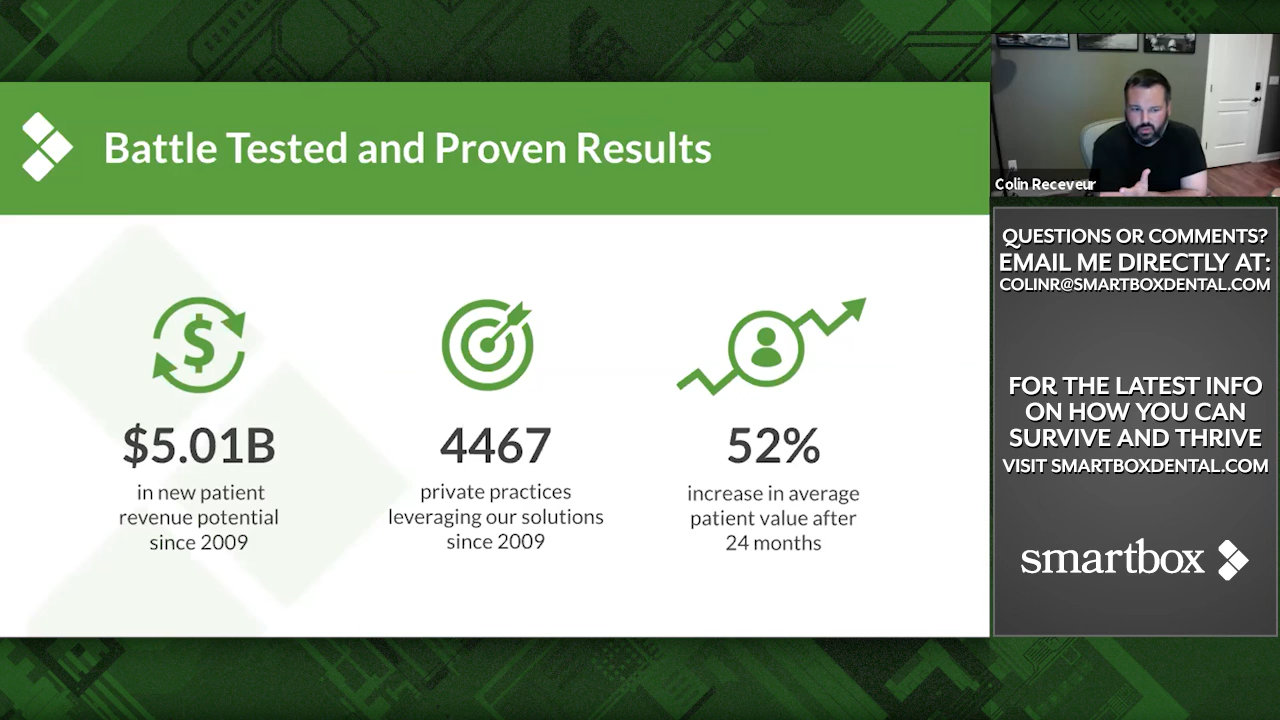 Battle Tested and Proven Results
$5.01B
in new patient
revenue potential
since 2009
4467
private practices
leveraging our solutions
since 2009
52%
increase in average
patient value after
24 months
Colin Receveur
QUESTIONS OR COMMENTS?
EMAIL ME DIRECTLY AT:
COLINR@SMARTBOXDENTAL.COM
FOR THE LATEST INFO
ON HOW YOU CAN
SURVIVE AND THRIVE
VISIT SMARTBOXDENTAL.COM
smartbox